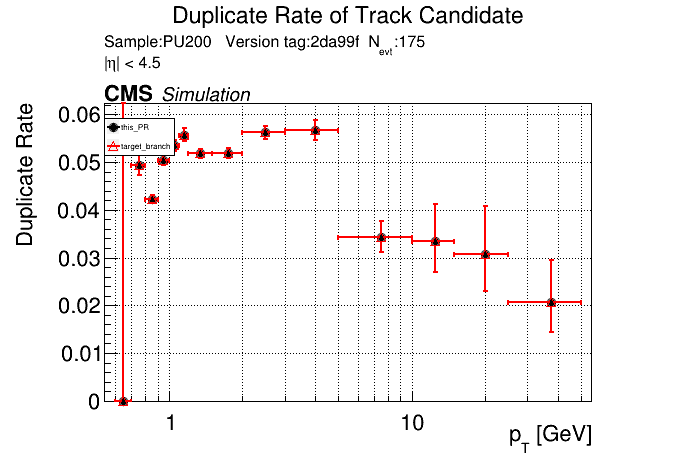 Duplicate Rate of Track Candidate
Sample:PU200 Version tag:2da99f N_evt:175
|η| < 4.5
CMS Simulation
this_PR
target_branch
Duplicate Rate
0.06
0.05
0.04
0.03
0.02
0.01
0
1
10
p_T [GeV]